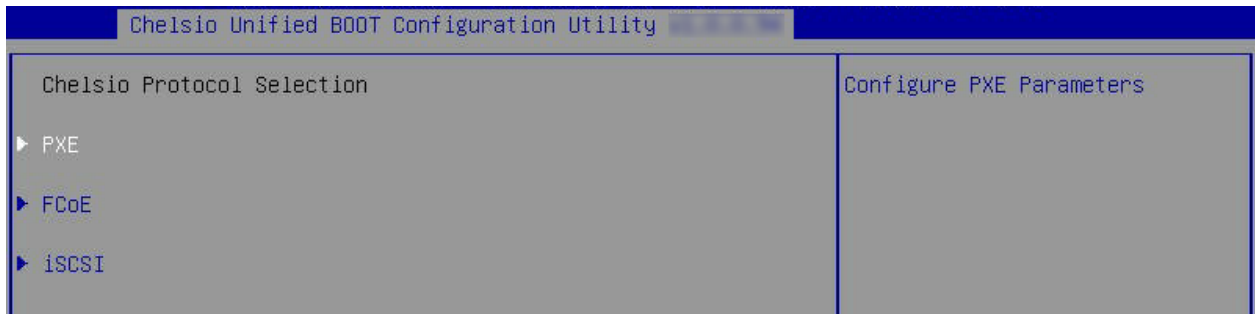 Chelsio Unified BOOT Configuration Utility
Chelsio Protocol Selection
Configure PXE Parameters
PXE
FCoE
iSCSI